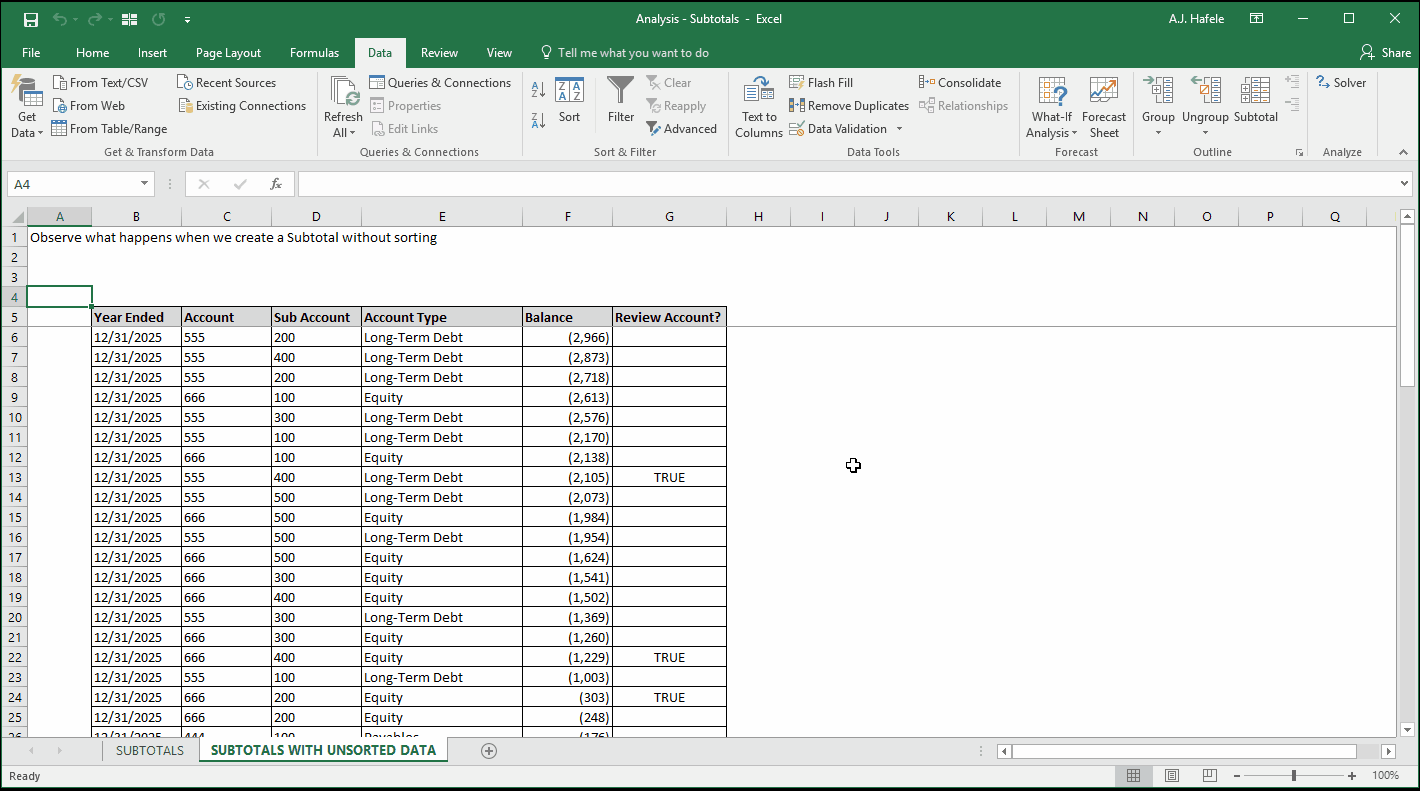 Analysis - Subtotals - Excel
A.J. Hafele
File Home Insert Page Layout Formulas Data Review View Tell me what you want to do Share
Get Data
From Text/CSV
From Web
From Table/Range
Recent Sources
Existing Connections
Get & Transform Data
Refresh All
Queries & Connections
Properties
Edit Links
Queries & Connections
Sort
Filter
Clear
Reapply
Advanced
Sort & Filter
Text to Columns
Flash Fill
Remove Duplicates
Data Validation
Consolidate
Relationships
Data Tools
What-If Analysis
Forecast Sheet
Forecast
Group
Ungroup
Subtotal
Outline
Solver
Analyze
A4
fx
A B C D E F G H I J K L M N O P Q
1 Observe what happens when we create a Subtotal without sorting
2
3
4
5 Year Ended Account Sub Account Account Type Balance Review Account?
6 12/31/2025 555 200 Long-Term Debt (2,966)
7 12/31/2025 555 400 Long-Term Debt (2,873)
8 12/31/2025 555 200 Long-Term Debt (2,718)
9 12/31/2025 666 100 Equity (2,613)
10 12/31/2025 555 300 Long-Term Debt (2,576)
11 12/31/2025 555 100 Long-Term Debt (2,170)
12 12/31/2025 666 100 Equity (2,138)
13 12/31/2025 555 400 Long-Term Debt (2,105) TRUE
14 12/31/2025 555 500 Long-Term Debt (2,073)
15 12/31/2025 666 500 Equity (1,984)
16 12/31/2025 555 500 Long-Term Debt (1,954)
17 12/31/2025 666 500 Equity (1,624)
18 12/31/2025 666 300 Equity (1,541)
19 12/31/2025 666 400 Equity (1,502)
20 12/31/2025 555 300 Long-Term Debt (1,369)
21 12/31/2025 666 300 Equity (1,260)
22 12/31/2025 666 400 Equity (1,229) TRUE
23 12/31/2025 555 100 Long-Term Debt (1,003)
24 12/31/2025 666 200 Equity (303) TRUE
25 12/31/2025 666 200 Equity (248)
26 12/31/2025 444 100 Payables (176)
SUBTOTALS SUBTOTALS WITH UNSORTED DATA
Ready
100%